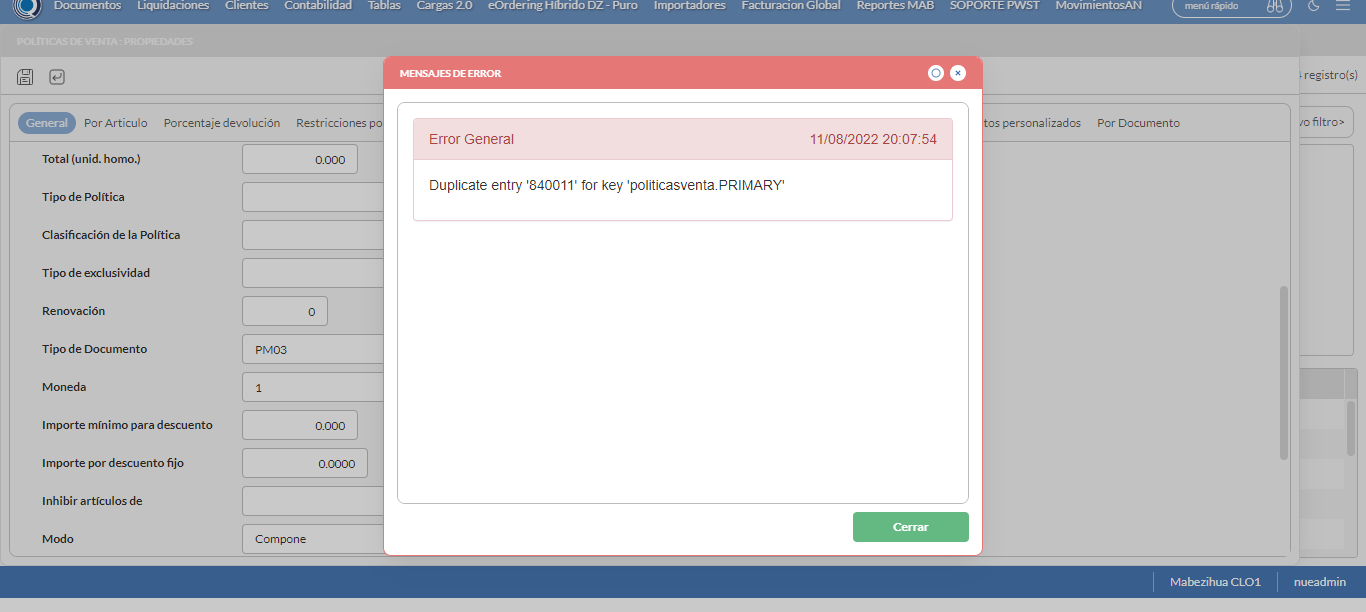 Documentos Liquidaciones Clientes Contabilidad Tablas Cargas 2.0 eOrdering Híbrido DZ - Puro Importadores Facturacion Global Reportes MAB SOPORTE PWST MovimientosAN menú rápido
POLÍTICAS DE VENTA : PROPIEDADES
MENSAJES DE ERROR
registro(s)
General Por Articulo Porcentaje devolución Restricciones po tos personalizados Por Documento vo filtro>
Error General 11/08/2022 20:07:54
Total (unid. homo.) 0.000
Duplicate entry '840011' for key 'politicasventa.PRIMARY'
Tipo de Política
Clasificación de la Política
Tipo de exclusividad
Renovación 0
Tipo de Documento PM03
Moneda 1
Importe mínimo para descuento 0.000
Importe por descuento fijo 0.0000
Inhibir artículos de
Modo Compone
Cerrar
Mabezihua CLO1 nueadmin